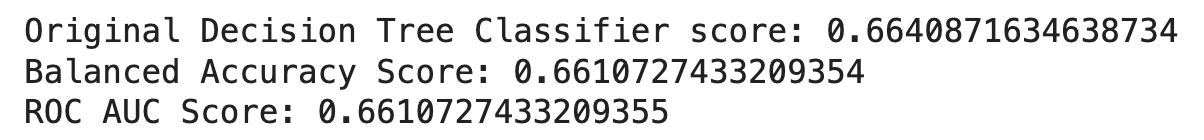 Original Decision Tree Classifier score: 0.6640871634638734
Balanced Accuracy Score: 0.6610727433209354
ROC AUC Score: 0.6610727433209355